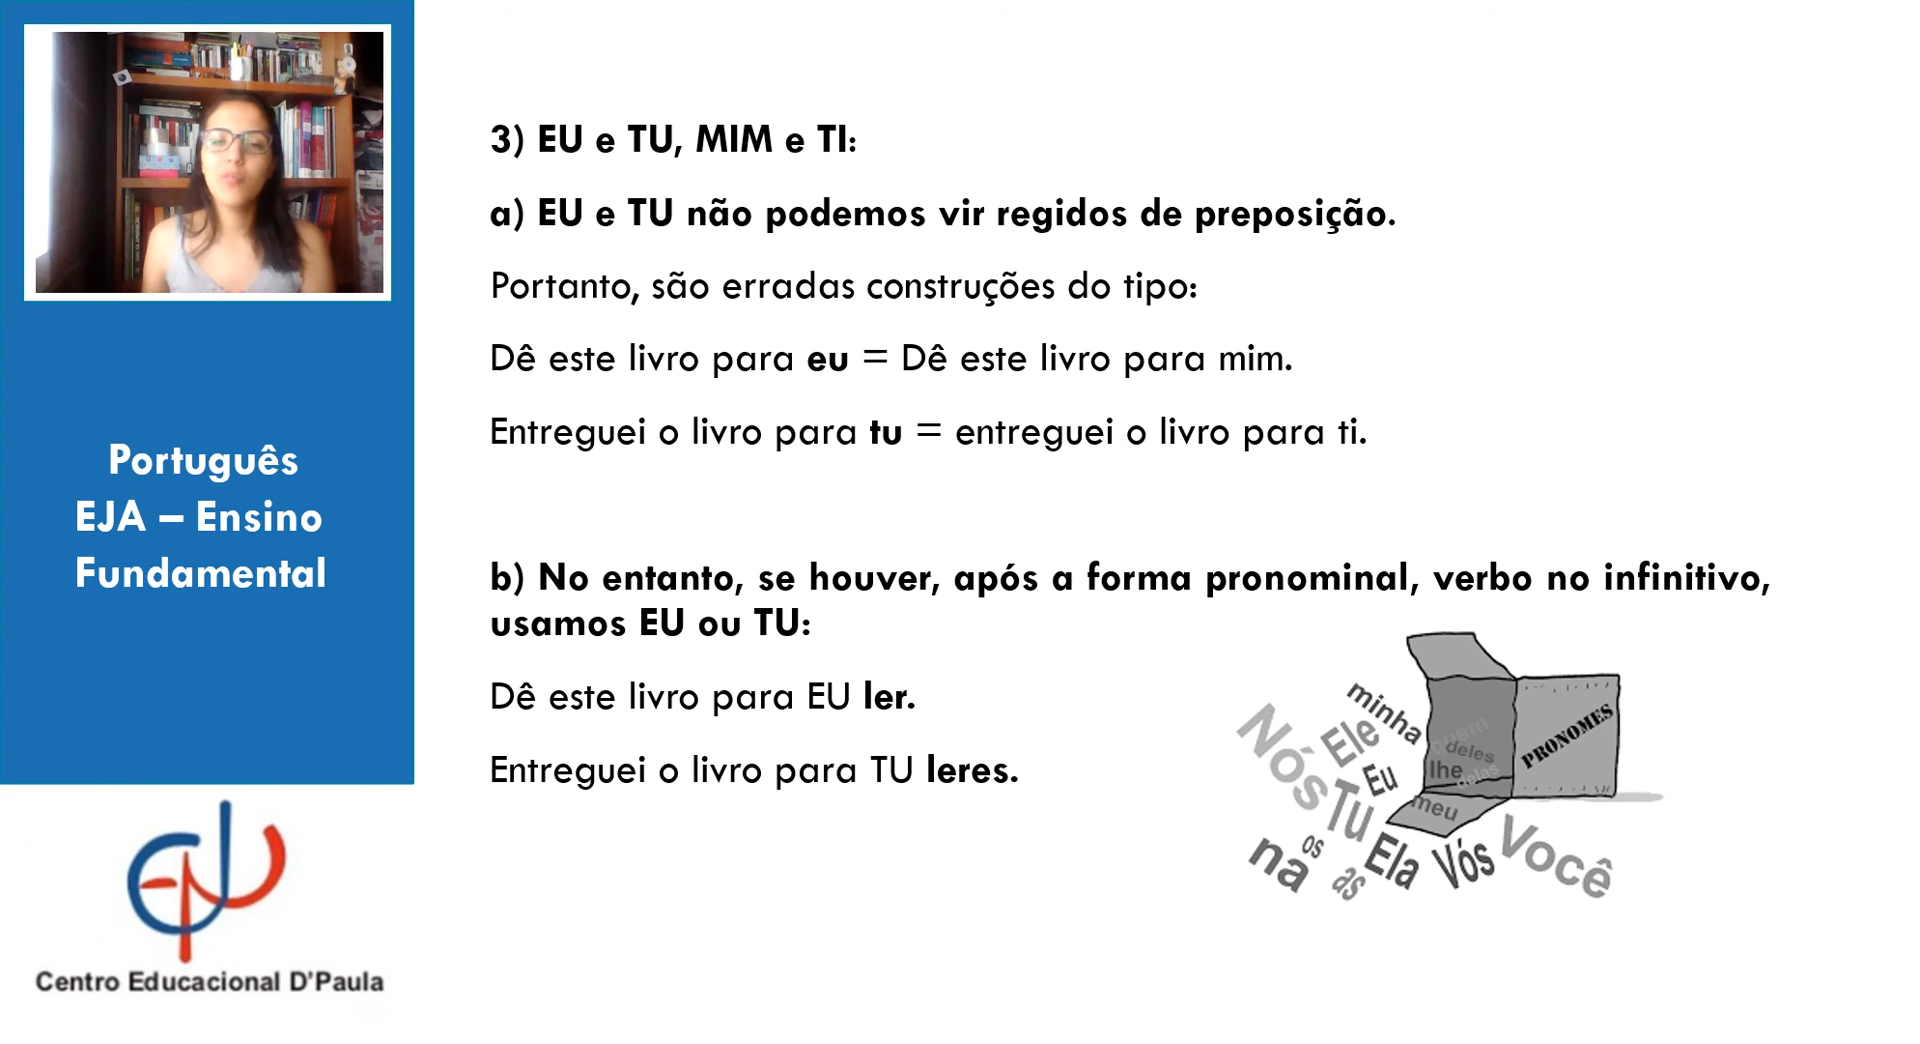 3) EU e TU, MIM e TI:
a) EU e TU não podemos vir regidos de preposição.
Portanto, são erradas construções do tipo:
Dê este livro para eu = Dê este livro para mim.
Entreguei o livro para tu = entreguei o livro para ti.
b) No entanto, se houver, após a forma pronominal, verbo no infinitivo,
usamos EU ou TU:
Dê este livro para EU ler.
Entreguei o livro para TU leres.
Português
EJA – Ensino
Fundamental
Centro Educacional D'Paula
minha
Nós
Ele
Eu
Tu
quem
deles
lhe
delas
meu
PRONOMES
na
os
as
Ela
Vós
Você